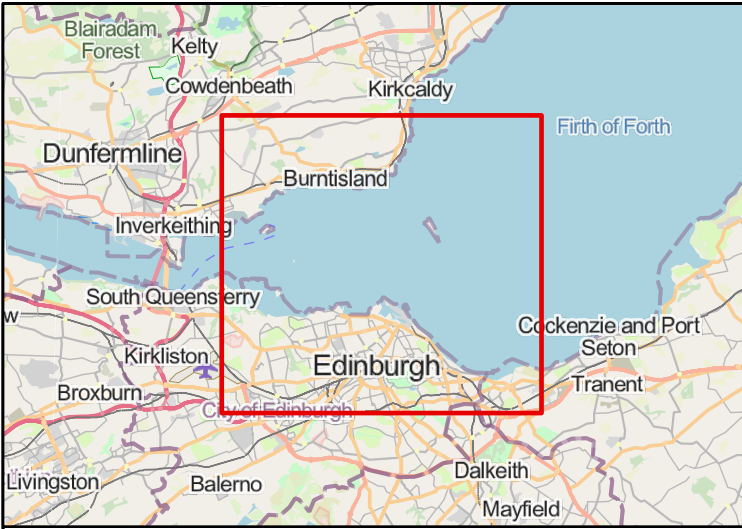 Blairadam
Forest
Kelty
Cowdenbeath
Kirkcaldy
Firth of Forth
Dunfermline
Burntisland
Inverkeithing
South Queensferry
w
Cockenzie and Port
Seton
Kirkliston
Edinburgh
Tranent
Broxburn
City of Edinburgh
Dalkeith
Livingston
Balerno
Mayfield